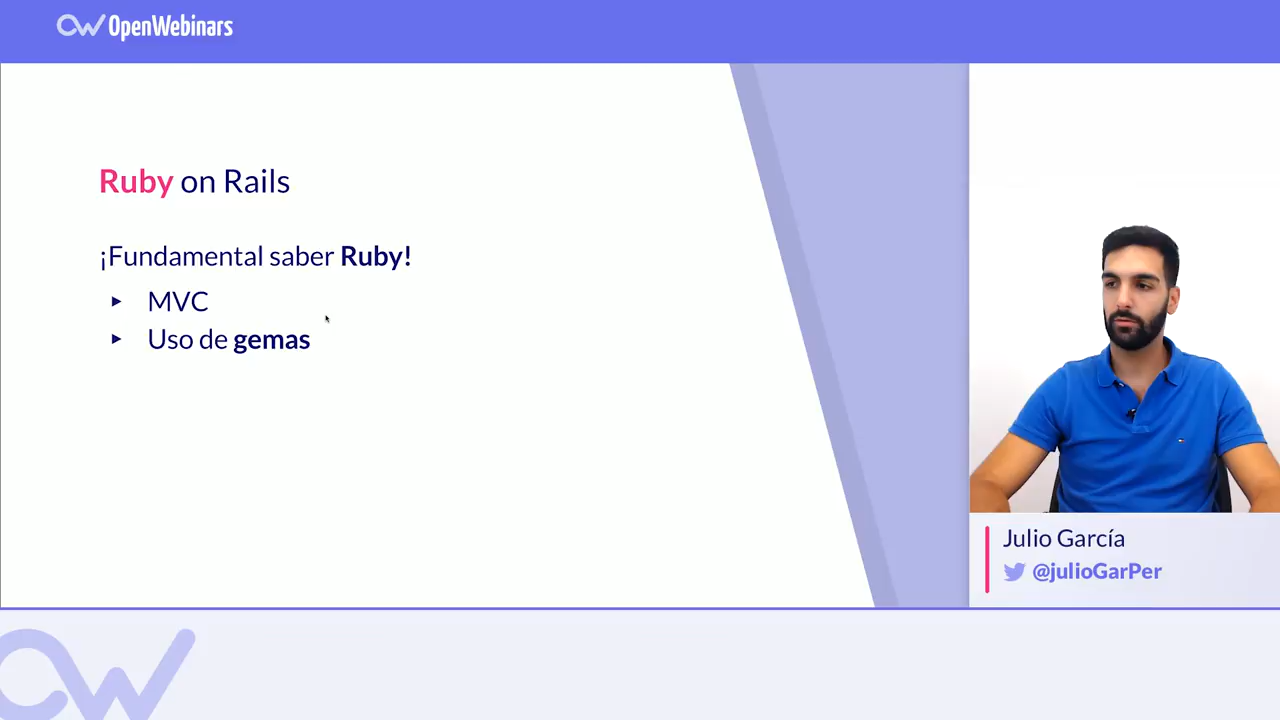 OpenWebinars
Ruby on Rails
¡Fundamental saber Ruby!
MVC
Uso de gemas
Julio García
@julioGarPer